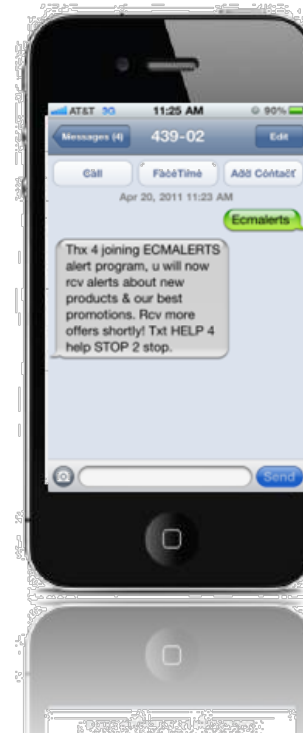 AT&T 3G 11:25 AM 90%
Messages (4) 439-02 Edit
Call FaceTime Add Contact
Apr 20, 2011 11:23 AM
Ecmalerts
Thx 4 joining ECMALERTS
alert program, u will now
rcv alerts about new
products & our best
promotions. Rcv more
offers shortly! Txt HELP 4
help STOP 2 stop.
Send